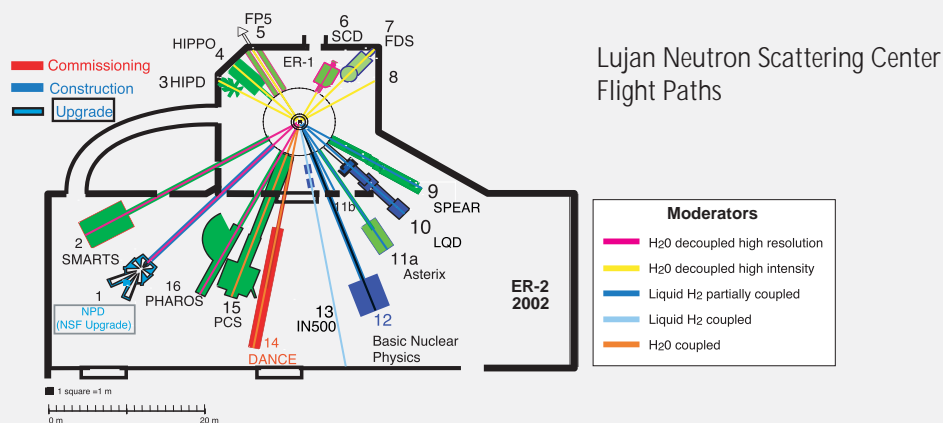 Lujan Neutron Scattering Center
Flight Paths
FP5
5
6
SCD
7
FDS
HIPPO
4
ER-1
3 HIPD
8
Commissioning
Construction
Upgrade
9
SPEAR
10
LQD
11b
11a
Asterix
2
SMARTS
1
NPD
(NSF Upgrade)
16
PHAROS
15
PCS
14
DANCE
13
IN500
12
Basic Nuclear
Physics
ER-2
2002
Moderators
H20 decoupled high resolution
H20 decoupled high intensity
Liquid H2 partially coupled
Liquid H2 coupled
H20 coupled
1 square =1 m
0 m
20 m